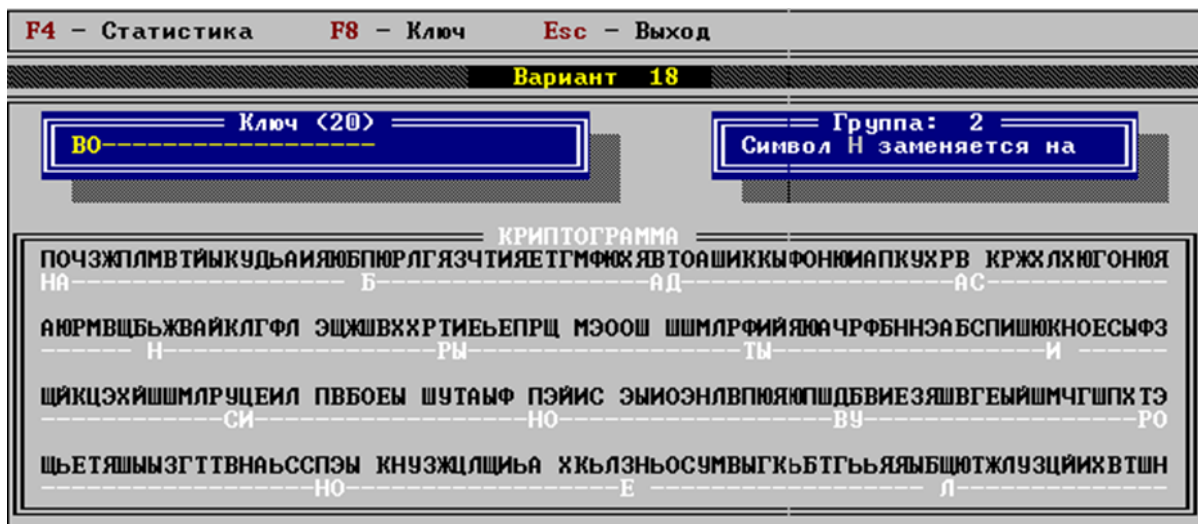 F4 - Статистика F8 - Ключ Esc - Выход
Вариант 18
Ключ (20)
ВО------------------
Группа: 2
Символ Н заменяется на
КРИПТОГРАММА
ПОЧЗЖПЛМВТЙЫКУДЬАИЯЮБПЮРЛГЯЗЧТИЯЕТГМФЮХЯВТОАШИККЫФОНЮИАПКУХРВ КРЖХЛХЮГОНЮЯ
НА------------------Б------------------АД------------------АС--------------
АЮРМВЩБЬЖВАЙКЛГФЛ ЭЩЖШВХХРТИЕЬЕПРЩ МЭООШ ШШМЛРФИЙЯЮАЧРФБННЭАБСПИШЮКНОЕСЫФЗ
------ Н------------------РЫ------------------ТЫ------------------И ------
ЩЙКЦЭХЙШШМЛРУЦЕИЛ ПВБОЕЫ ШУТАЫФ ПЭЙИС ЭЫИОЭНЛВПЮЯЮПШДБВИЕЗЯШВГЕЫЙШМЧГШПХТЭ
------------СИ------------------НО------------------ВУ------------------РО
ЩЬЕТЯШЫЫЗГТТВНАЬССПЭЫ КНУЗЖЦЛЩИЬА ХКЬЛЗНЬОСУМВЫГКЬБТГЬЬЯЯЫБЩЮТЖЛУЗЦЙИХВТШН
------------------НО------------------Е ------------------ Л--------------